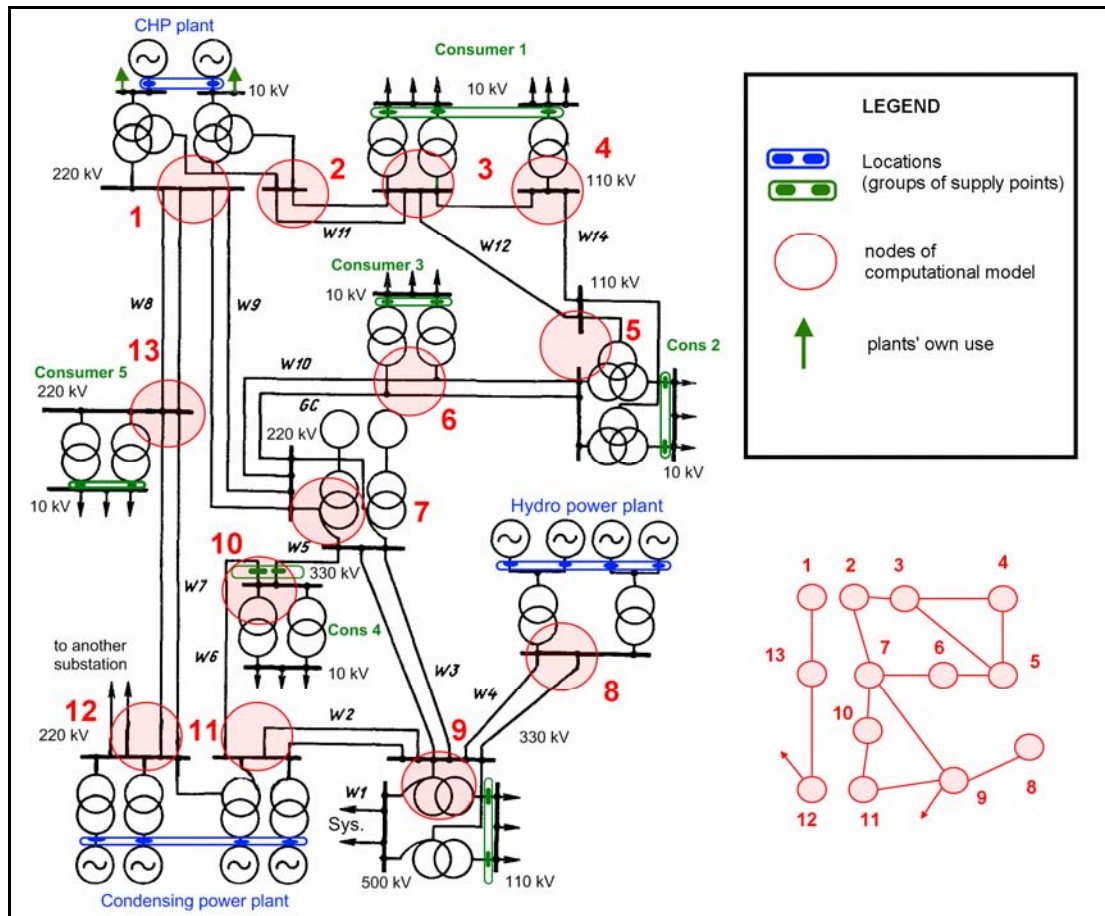 CHP plant
10 kV
220 kV
1
2
W11
Consumer 1
10 kV
3
4
110 kV
W12
W14
Consumer 3
10 kV
110 kV
5
Cons 2
10 kV
W8
W9
13
Consumer 5
220 kV
10 kV
W10
6
GC
220 kV
7
Hydro power plant
10
W5
330 kV
W7
Cons 4
10 kV
to another
substation
W6
W3
W4
8
12
220 kV
11
W2
9
330 kV
W1
Sys.
500 kV
110 kV
Condensing power plant
LEGEND
Locations
(groups of supply points)
nodes of
computational model
plants' own use
1
2
3
4
13
7
6
5
10
12
11
9
8